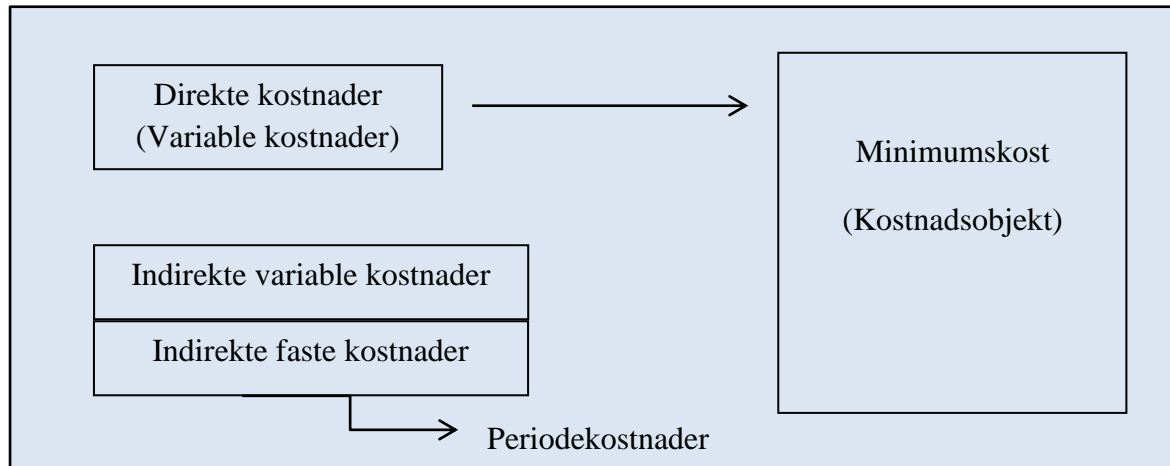 Direkte kostnader
(Variable kostnader)
Minimumskost
(Kostnadsobjekt)
Indirekte variable kostnader
Indirekte faste kostnader
Periodekostnader